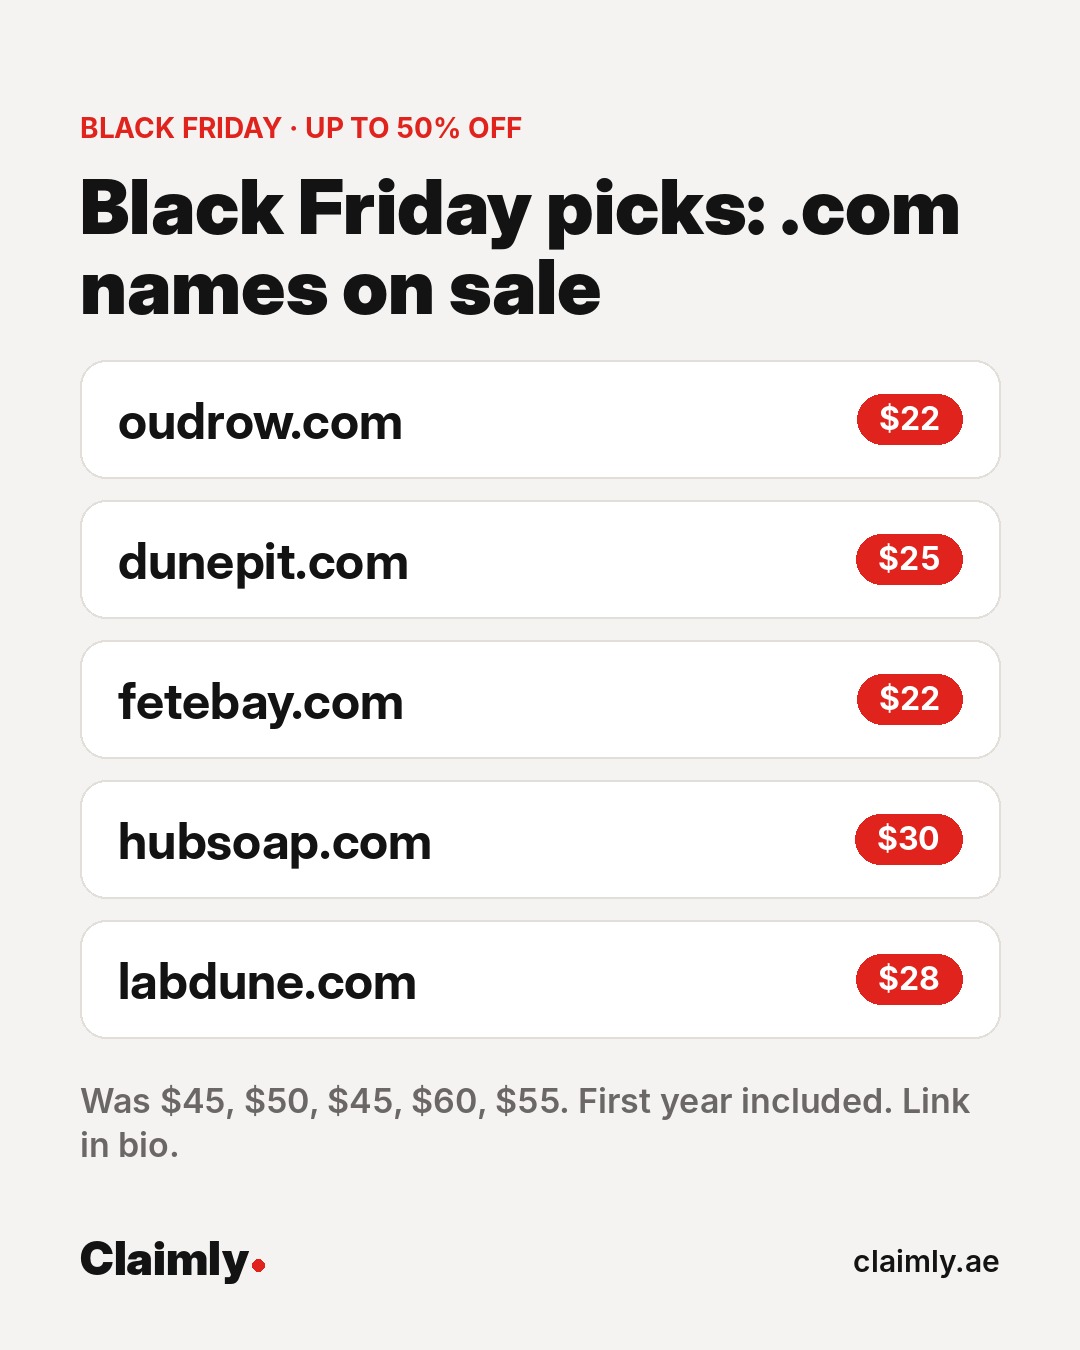 BLACK FRIDAY · UP TO 50% OFF
Black Friday picks: .com
names on sale
oudrow.com $22
dunepit.com $25
fetebay.com $22
hubsoap.com $30
labdune.com $28
Was $45, $50, $45, $60, $55. First year included. Link
in bio.
Claimly. claimly.ae